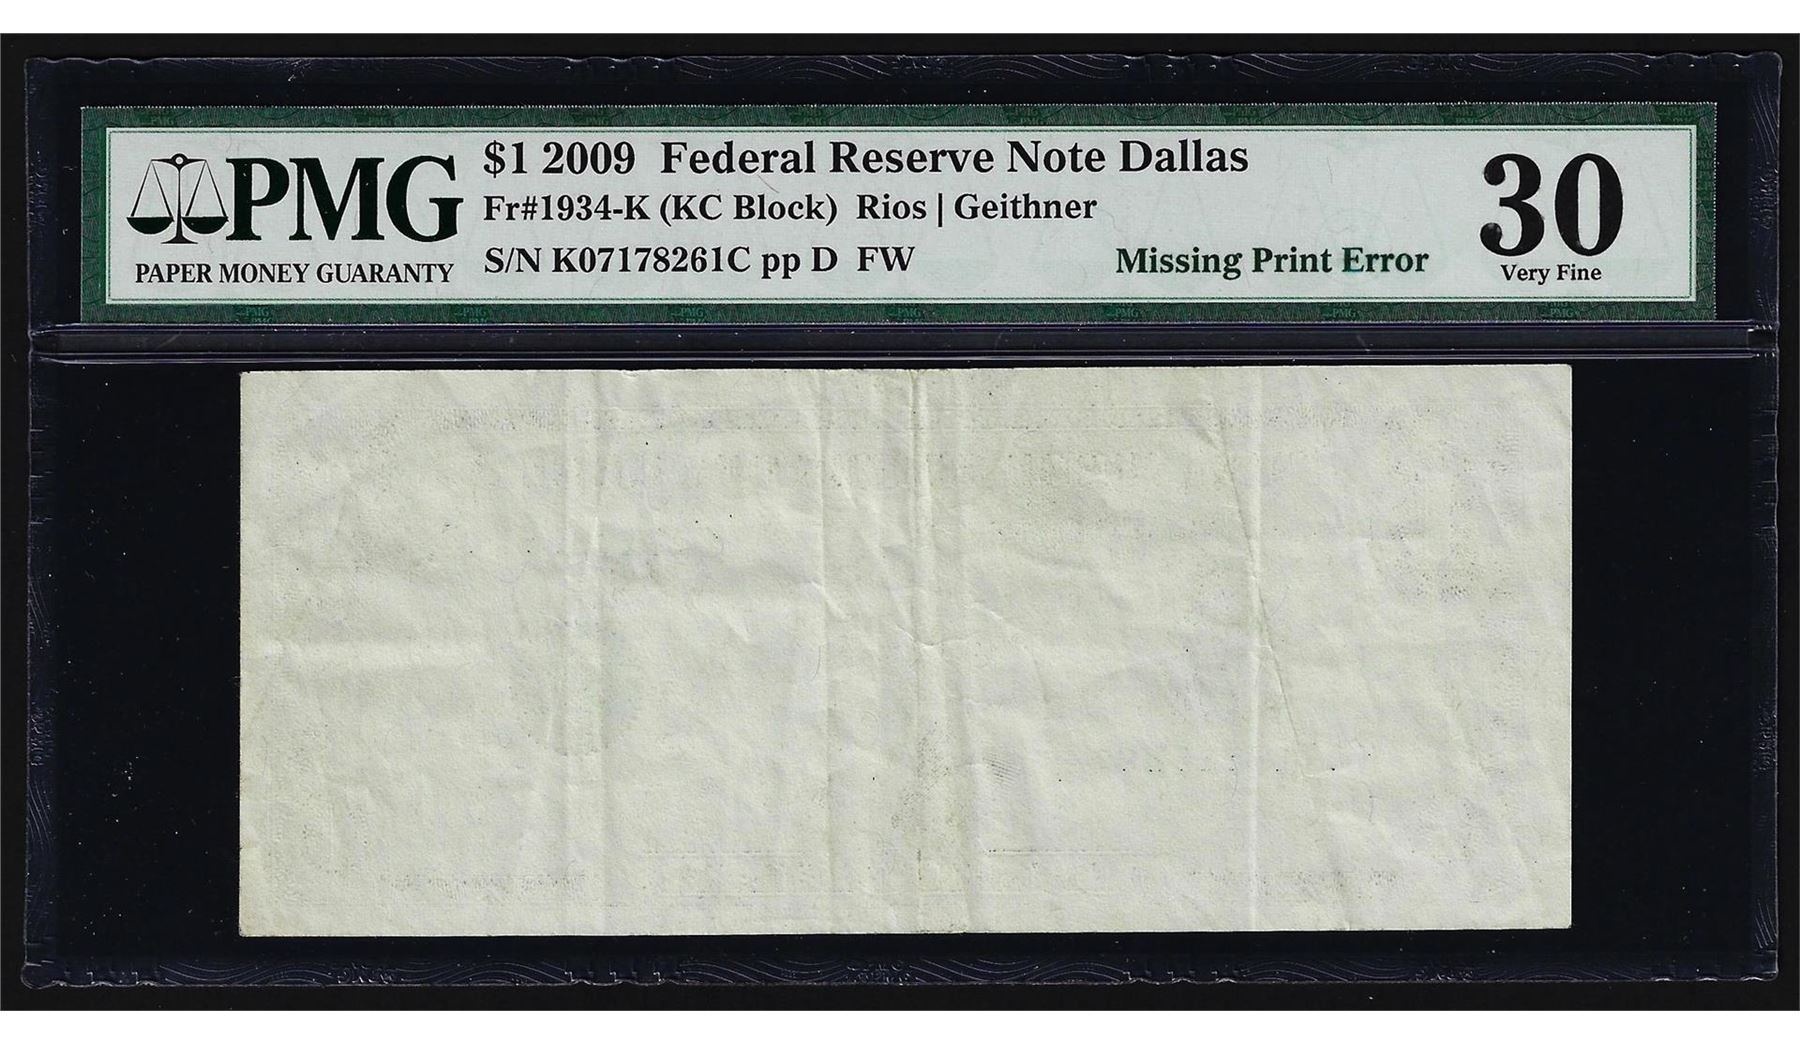 PMG
PAPER MONEY GUARANTY
$1 2009 Federal Reserve Note Dallas
Fr#1934-K (KC Block) Rios | Geithner
S/N K07178261C pp D FW
Missing Print Error
30
Very Fine